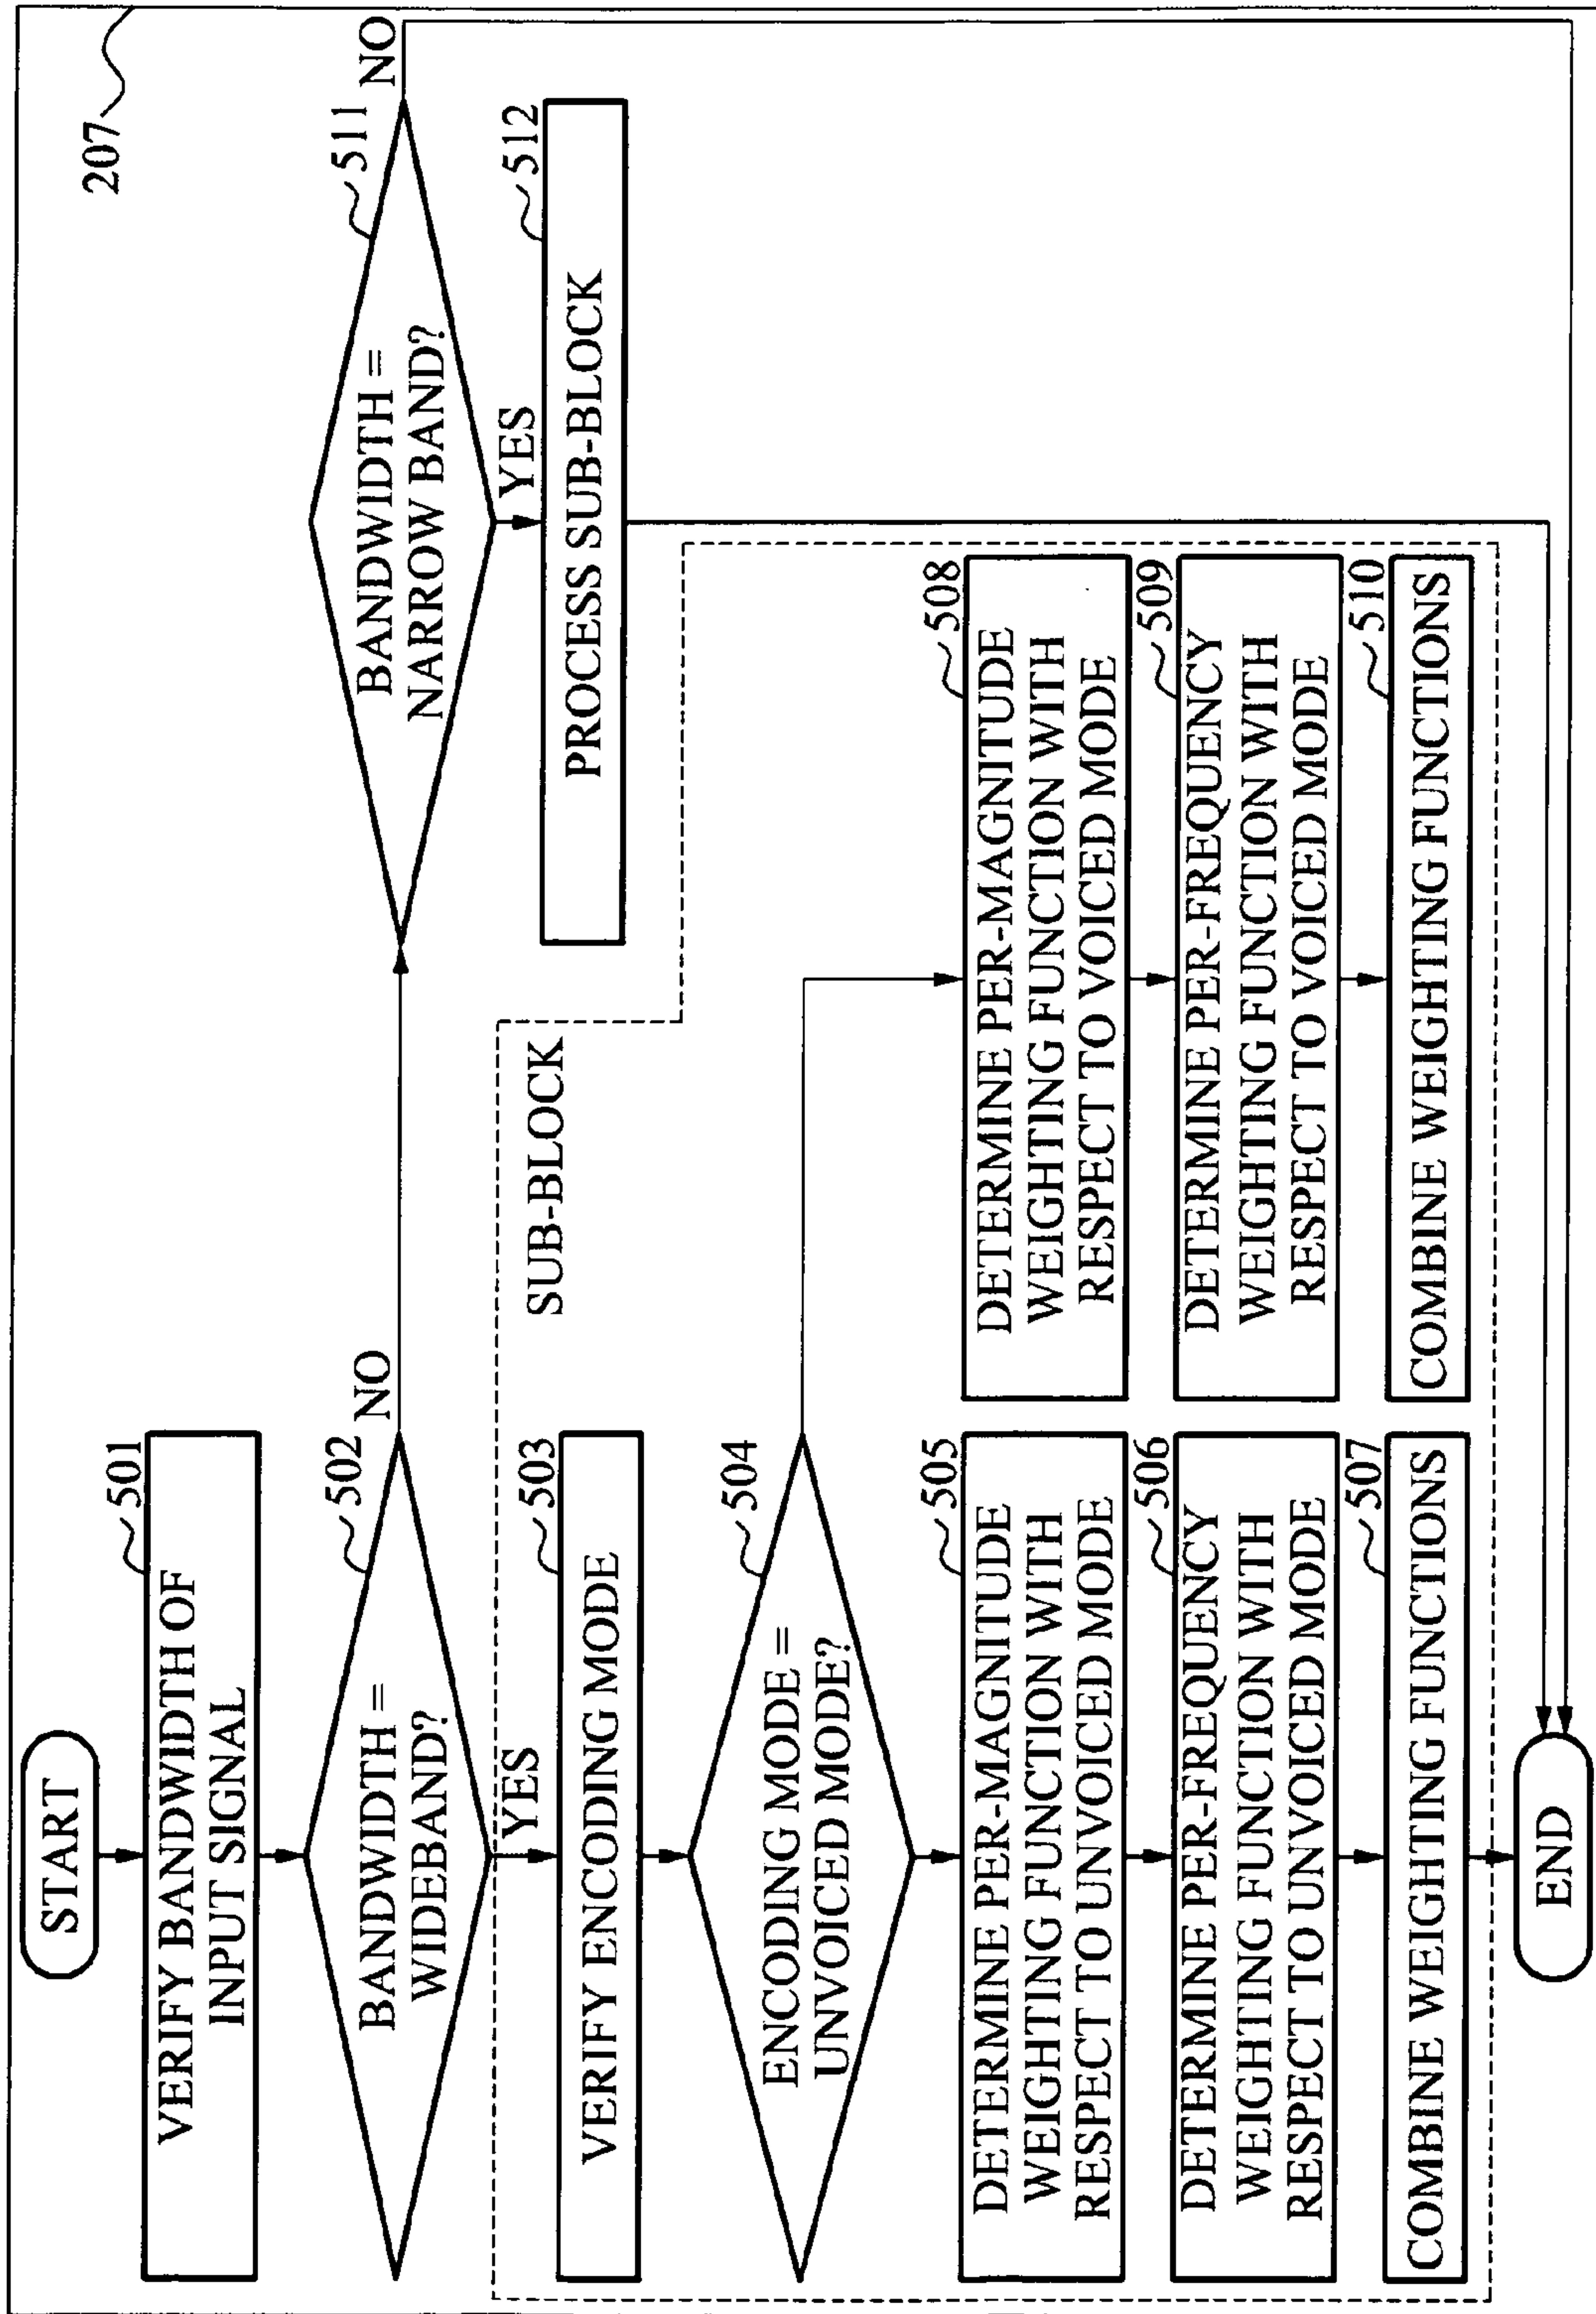 207
START
501
VERIFY BANDWIDTH OF
INPUT SIGNAL
502
BANDWIDTH =
WIDEBAND?
NO
YES
511
BANDWIDTH =
NARROW BAND?
NO
YES
512
PROCESS SUB-BLOCK
SUB-BLOCK
503
VERIFY ENCODING MODE
504
ENCODING MODE =
UNVOICED MODE?
505
DETERMINE PER-MAGNITUDE
WEIGHTING FUNCTION WITH
RESPECT TO UNVOICED MODE
506
DETERMINE PER-FREQUENCY
WEIGHTING FUNCTION WITH
RESPECT TO UNVOICED MODE
507
COMBINE WEIGHTING FUNCTIONS
508
DETERMINE PER-MAGNITUDE
WEIGHTING FUNCTION WITH
RESPECT TO VOICED MODE
509
DETERMINE PER-FREQUENCY
WEIGHTING FUNCTION WITH
RESPECT TO VOICED MODE
510
COMBINE WEIGHTING FUNCTIONS
END